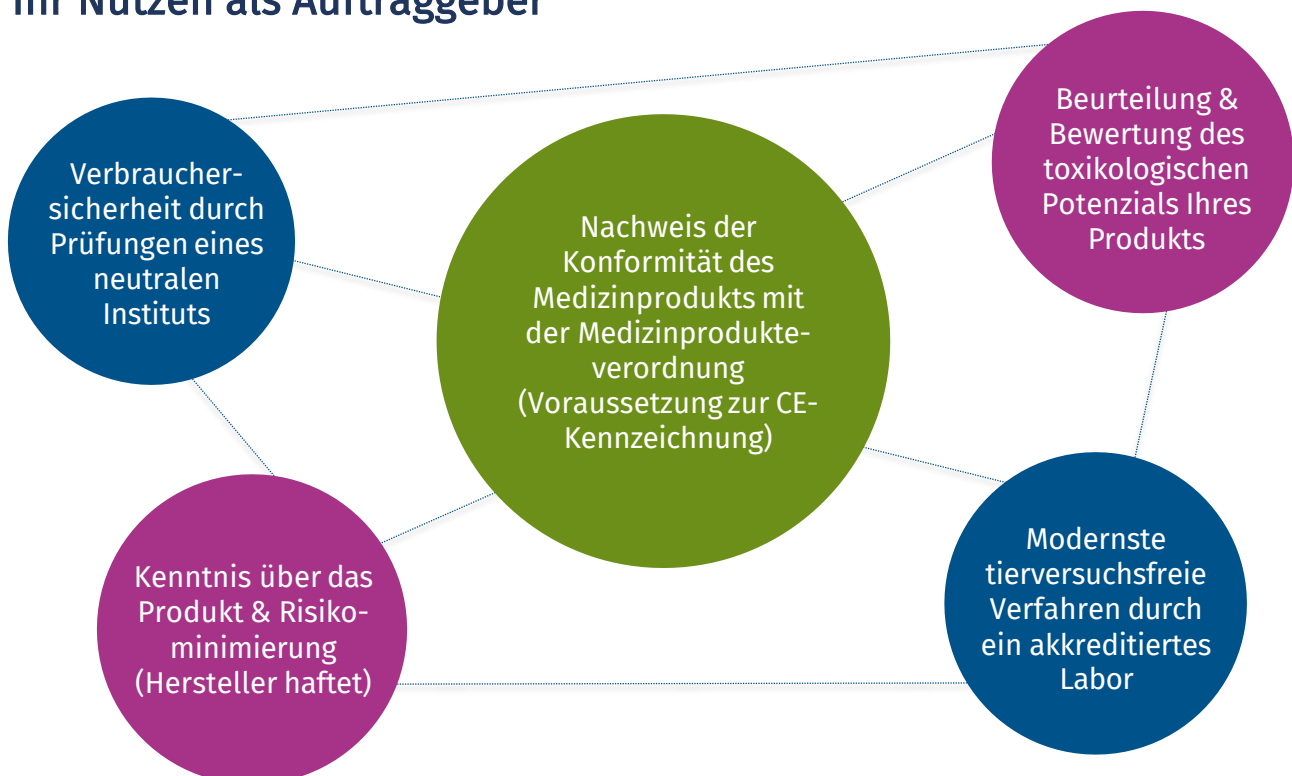 Ihr Nutzen als Auftraggeber
Verbraucher-
sicherheit durch
Prüfungen eines
neutralen
Instituts
Nachweis der
Konformität des
Medizinprodukts mit
der Medizinprodukte-
verordnung
(Voraussetzung zur CE-
Kennzeichnung)
Beurteilung &
Bewertung des
toxikologischen
Potenzials Ihres
Produkts
Kenntnis über das
Produkt & Risiko-
minimierung
(Hersteller haftet)
Modernste
tierversuchsfreie
Verfahren durch
ein akkreditiertes
Labor